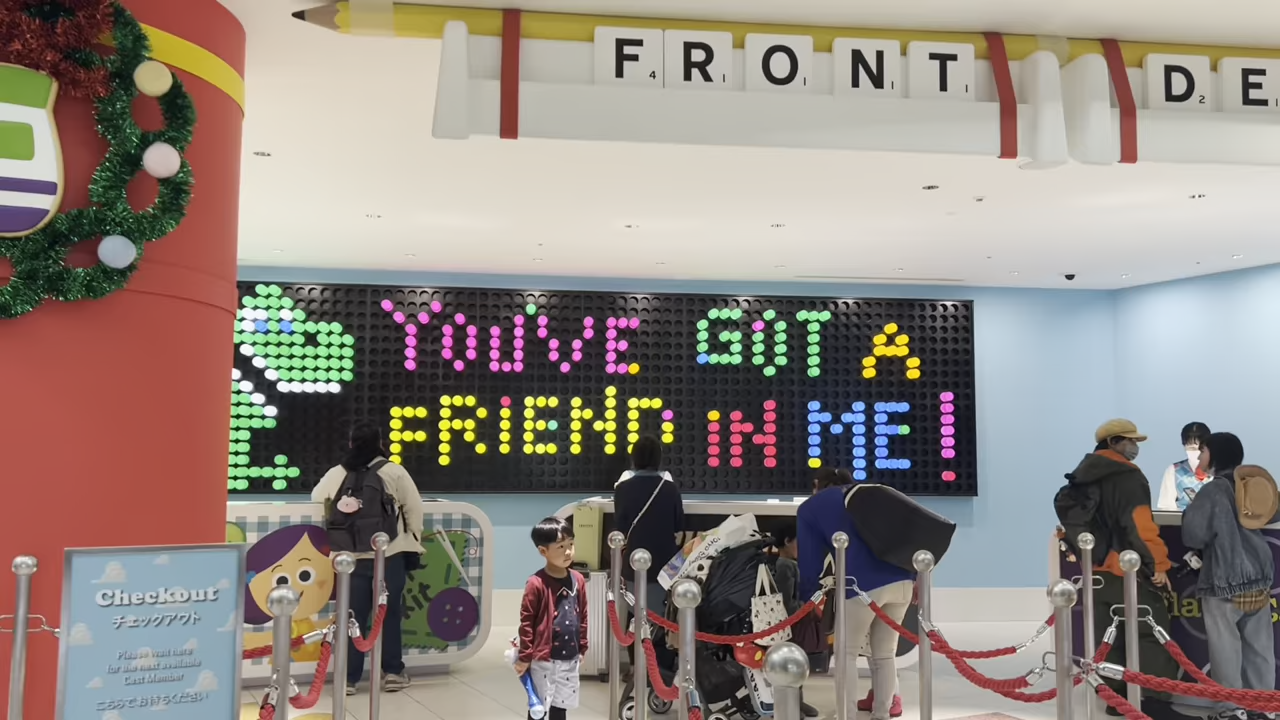 FRONT DE
YOU'VE GOT A
FRIEND IN ME!
Checkout
チェックアウト
Please wait here
for the next available
Cast Member
こちらでお待ちください